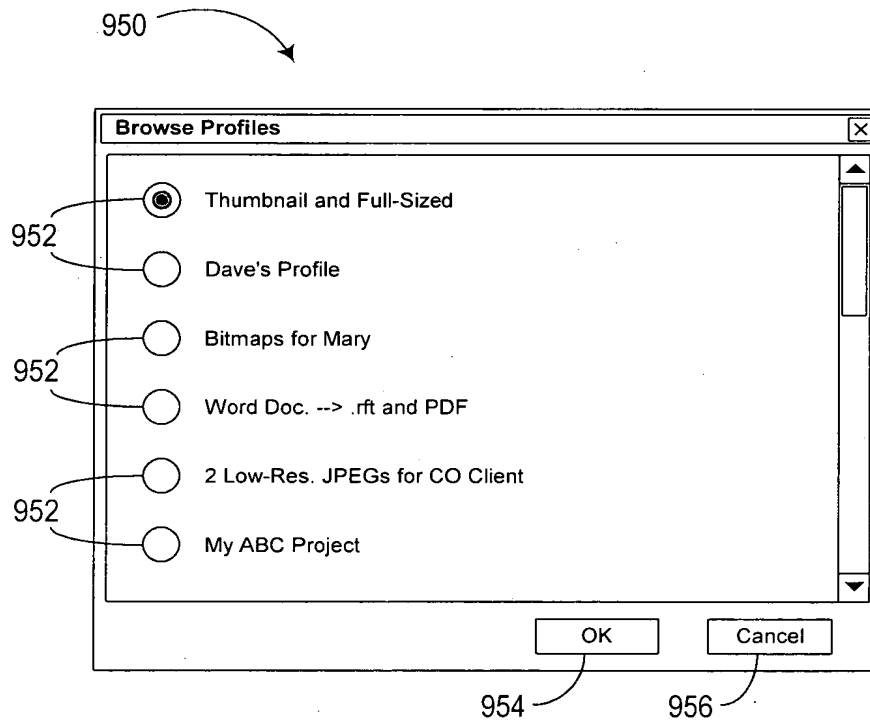 950
Browse Profiles
Thumbnail and Full-Sized
952
Dave's Profile
Bitmaps for Mary
952
Word Doc. --> .rft and PDF
2 Low-Res. JPEGs for CO Client
952
My ABC Project
OK
Cancel
954
956